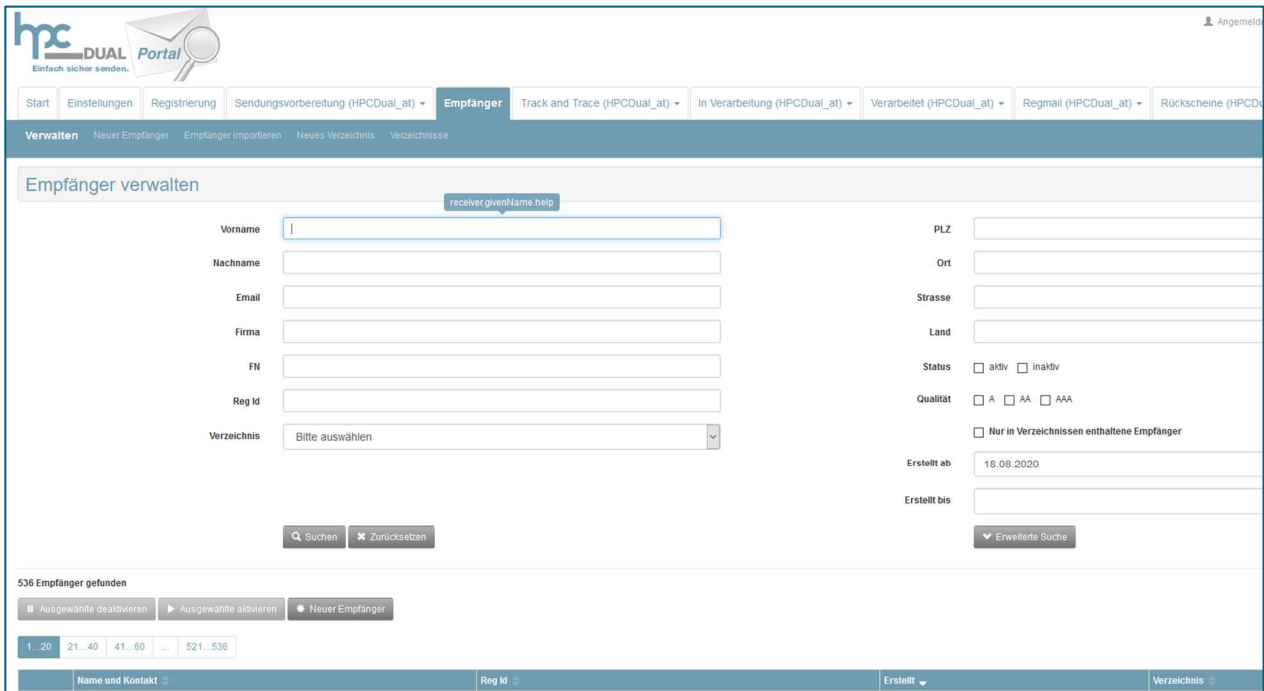 hpc DUAL Portal
Einfach sicher senden.
Angemelde
Start Einstellungen Registrierung Sendungsvorbereitung (HPCDual_at) Empfänger Track and Trace (HPCDual_at) In Verarbeitung (HPCDual_at) Verarbeitet (HPCDual_at) Regmail (HPCDual_at) Rückscheine (HPCDu
Verwalten Neuer Empfänger Empfänger importieren Neues Verzeichnis Verzeichnisse
Empfänger verwalten
receiver.givenName.help
Vorname
Nachname
Email
Firma
FN
Reg Id
Verzeichnis Bitte auswählen
PLZ
Ort
Strasse
Land
Status aktiv inaktiv
Qualität A AA AAA
Nur in Verzeichnissen enthaltene Empfänger
Erstellt ab 18.08.2020
Erstellt bis
Suchen Zurücksetzen Erweiterte Suche
536 Empfänger gefunden
Ausgewählte deaktivieren Ausgewählte aktivieren Neuer Empfänger
1...20 21...40 41...60 ... 521...536
Name und Kontakt Reg Id Erstellt Verzeichnis